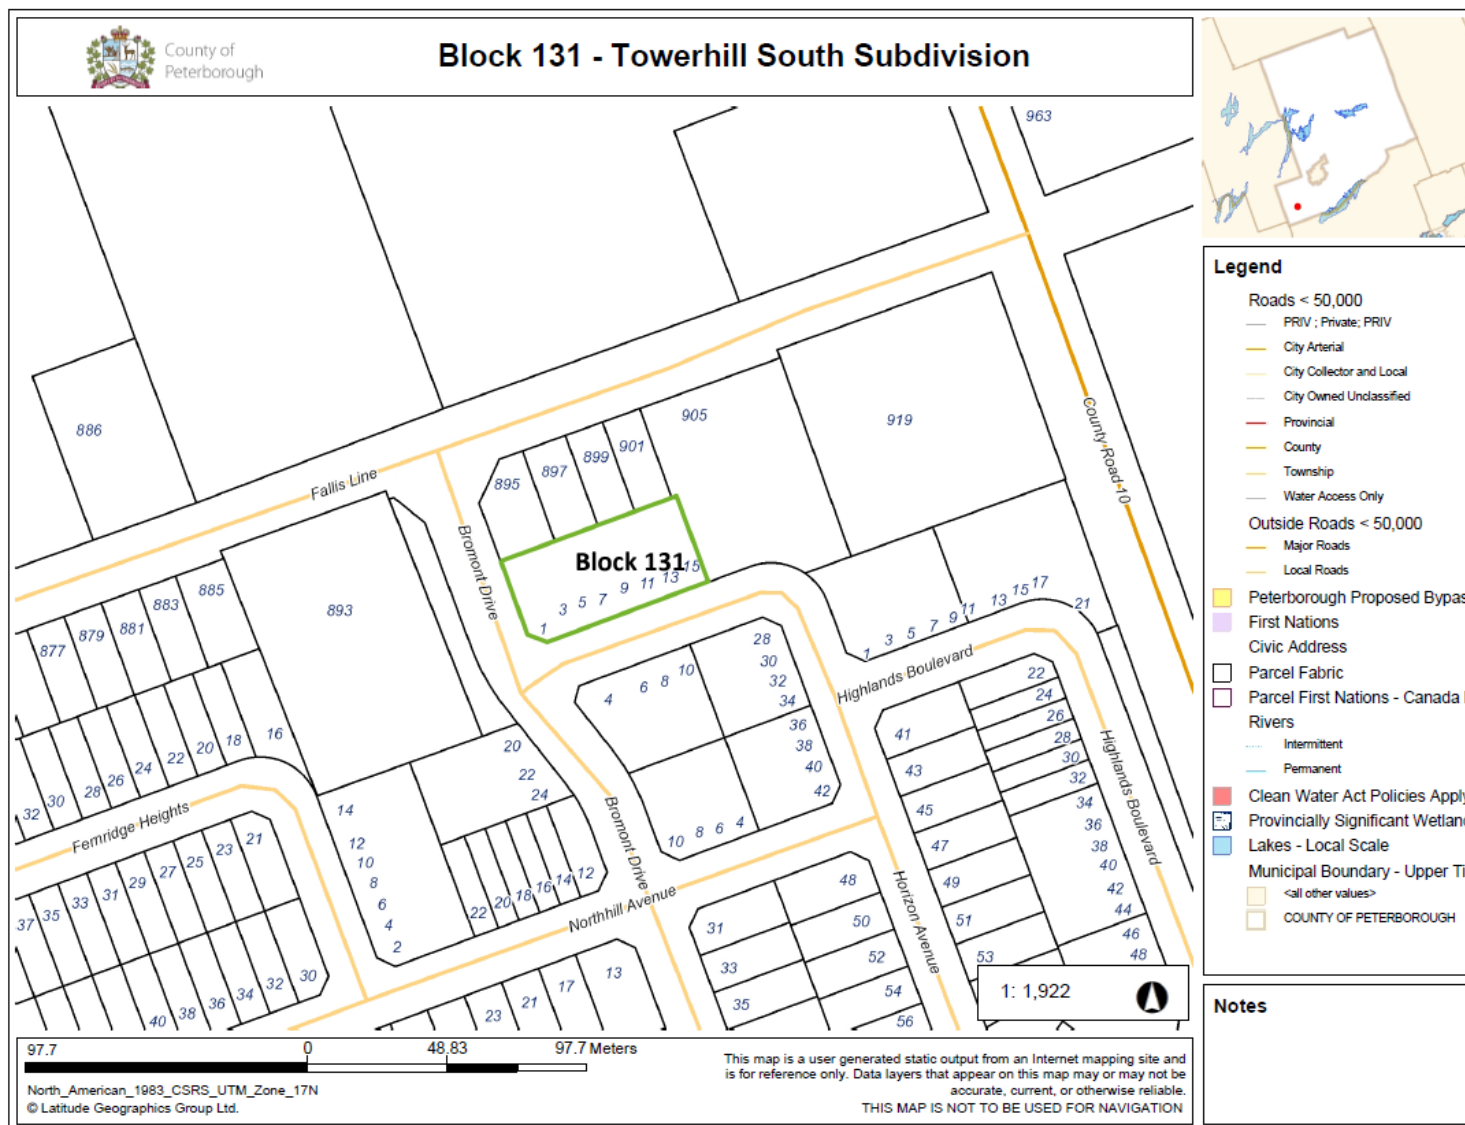 County of
Peterborough
Block 131 - Towerhill South Subdivision
963
886
905
919
County Road 10
901
899
897
895
Fallis Line
Block 131
Bromont Drive
1 3 5 7 9 11 13 15
885
883
881
879
877
893
1 3 5 7 9 11 13 15 17 21
Highlands Boulevard
28
30
32
34
36
38
40
42
4 6 8 10
10 8 6 4
22
24
26
28
30
32
34
36
38
40
42
44
46
48
Highlands Boulevard
41
43
45
47
49
51
53
32 30 28 26 24 22 20 18 16
20
22
24
14
12
10
8
6
4
2
Fernridge Heights
37 35 33 31 29 27 25 23 21
22 20 18 16 14 12
Bromont Drive
Northhill Avenue
Horizon Avenue
40 38 36 34 32 30
23 21 17 13
31
33
35
48
50
52
54
56
1: 1,922
Legend
Roads < 50,000
PRIV ; Private; PRIV
City Arterial
City Collector and Local
City Owned Unclassified
Provincial
County
Township
Water Access Only
Outside Roads < 50,000
Major Roads
Local Roads
Peterborough Proposed Bypas
First Nations
Civic Address
Parcel Fabric
Parcel First Nations - Canada
Rivers
Intermittent
Permanent
Clean Water Act Policies Apply
Provincially Significant Wetlan
Lakes - Local Scale
Municipal Boundary - Upper Ti
<all other values>
COUNTY OF PETERBOROUGH
Notes
97.7 0 48.83 97.7 Meters
North_American_1983_CSRS_UTM_Zone_17N
© Latitude Geographics Group Ltd.
This map is a user generated static output from an Internet mapping site and
is for reference only. Data layers that appear on this map may or may not be
accurate, current, or otherwise reliable.
THIS MAP IS NOT TO BE USED FOR NAVIGATION